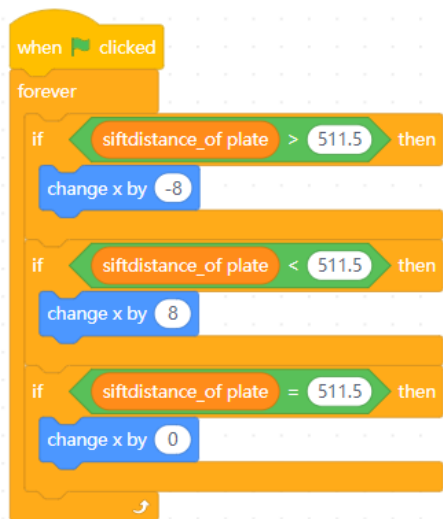 when clicked
forever
if siftdistance_of plate > 511.5 then
change x by -8
if siftdistance_of plate < 511.5 then
change x by 8
if siftdistance_of plate = 511.5 then
change x by 0